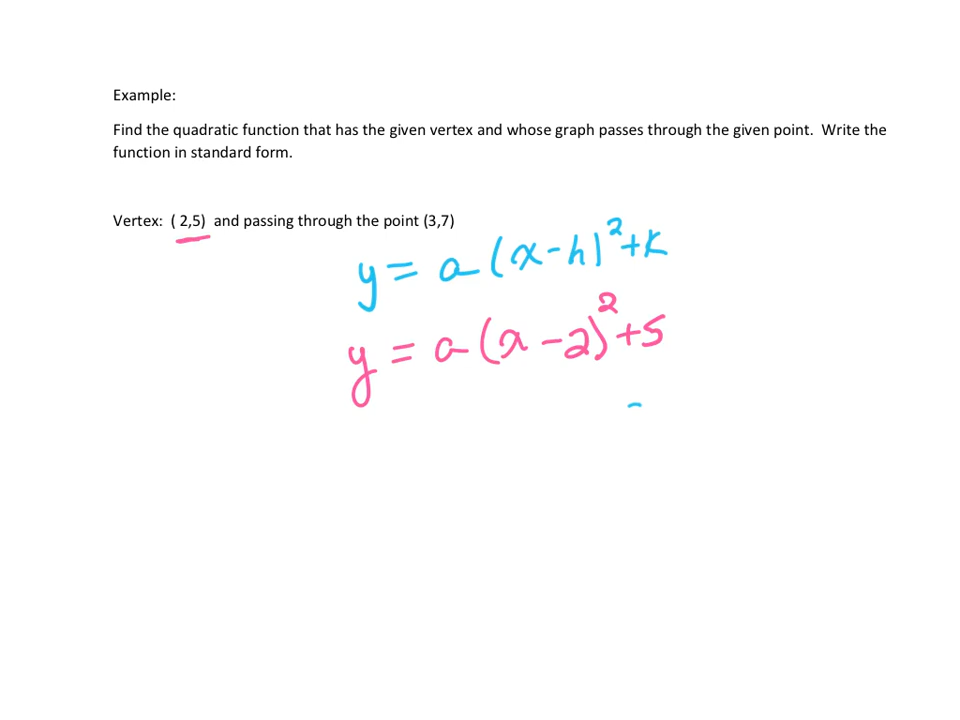 Example:
Find the quadratic function that has the given vertex and whose graph passes through the given point. Write the
function in standard form.
Vertex: ( 2,5) and passing through the point (3,7)
y = a (x-h)²+k
y = a (x -2)²+5